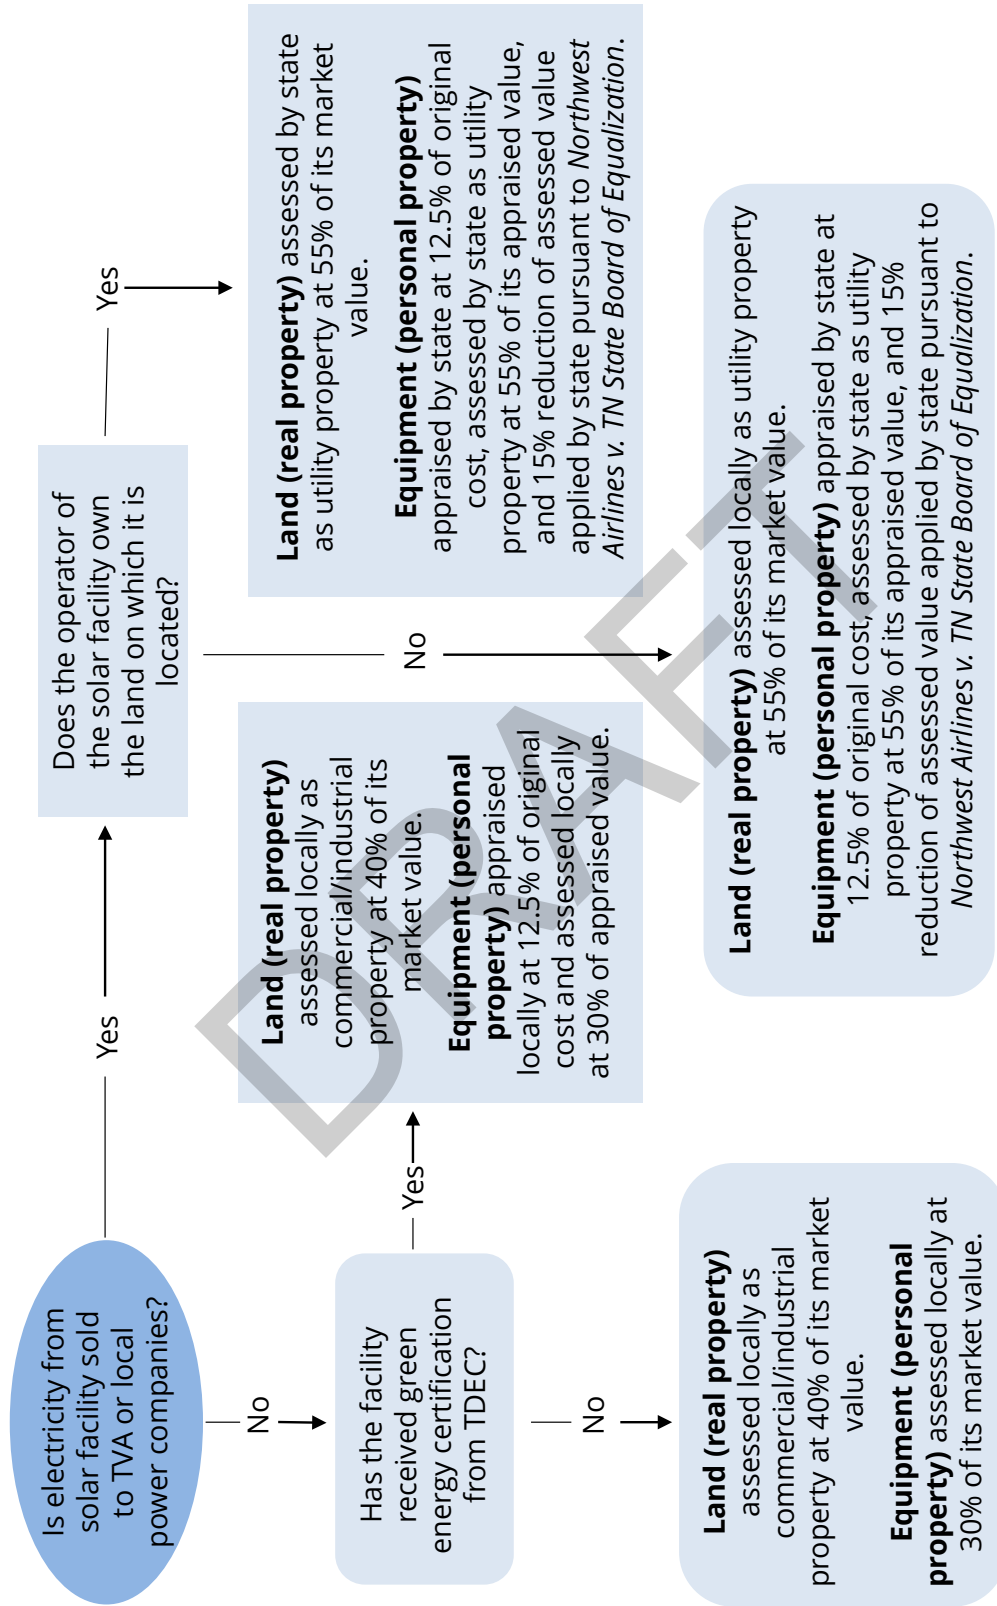 Is electricity from
solar facility sold
to TVA or local
power companies?
Yes
Does the operator of
the solar facility own
the land on which it is
located?
Yes
Land (real property) assessed by state
as utility property at 55% of its market
value.
Equipment (personal property)
appraised by state at 12.5% of original
cost, assessed by state as utility
property at 55% of its appraised value,
and 15% reduction of assessed value
applied by state pursuant to Northwest
Airlines v. TN State Board of Equalization.
No
Land (real property) assessed locally as utility property
at 55% of its market value.
Equipment (personal property) appraised by state at
12.5% of original cost, assessed by state as utility
property at 55% of its appraised value, and 15%
reduction of assessed value applied by state pursuant to
Northwest Airlines v. TN State Board of Equalization.
No
Has the facility
received green
energy certification
from TDEC?
Yes
Land (real property)
assessed locally as
commercial/industrial
property at 40% of its
market value.
Equipment (personal
property) appraised
locally at 12.5% of original
cost and assessed locally
at 30% of appraised value.
No
Land (real property)
assessed locally as
commercial/industrial
property at 40% of its market
value.
Equipment (personal
property) assessed locally at
30% of its market value.
DRAFT